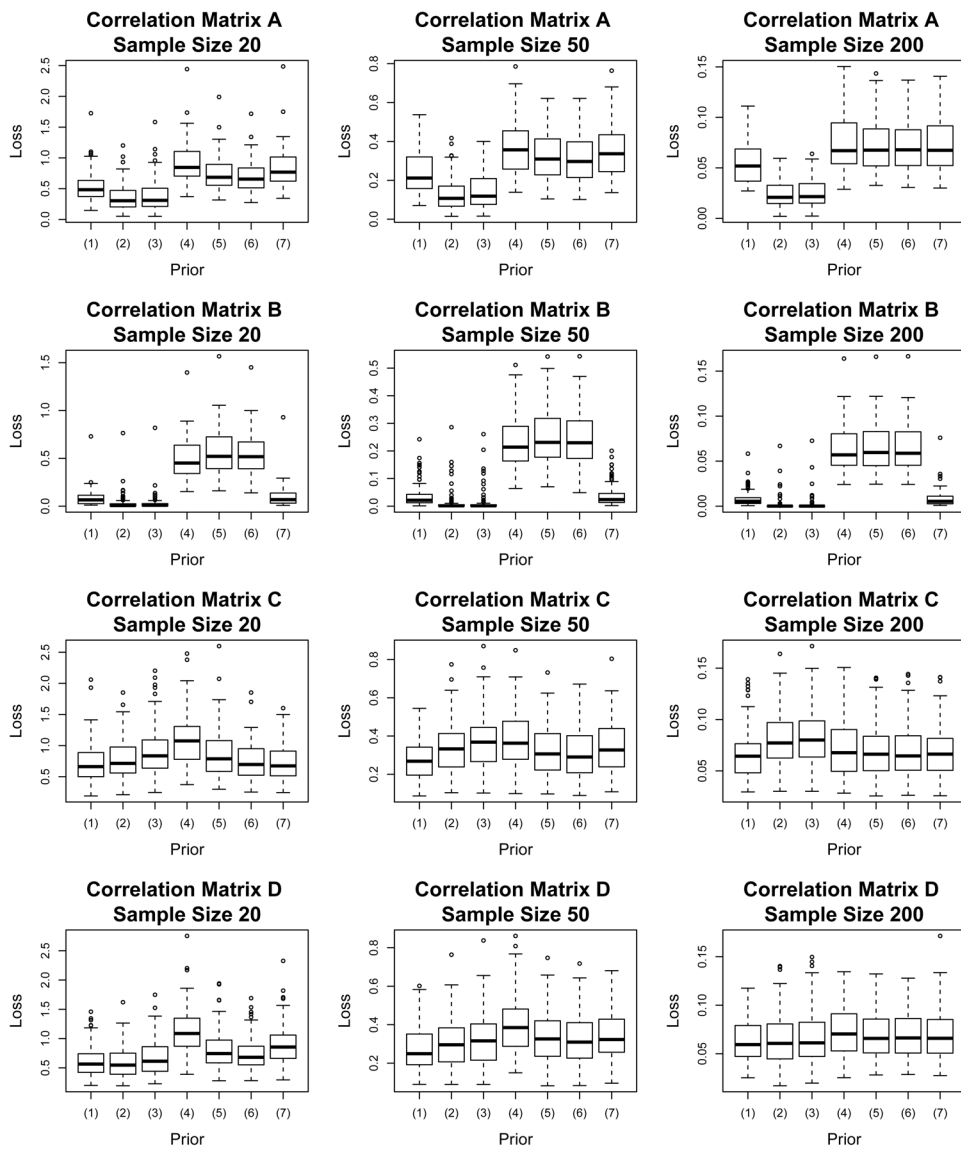 Correlation Matrix A
Sample Size 20
Loss
0.0 0.5 1.0 1.5 2.0 2.5
(1) (2) (3) (4) (5) (6) (7)
Prior
Correlation Matrix A
Sample Size 50
Loss
0.0 0.2 0.4 0.6 0.8
(1) (2) (3) (4) (5) (6) (7)
Prior
Correlation Matrix A
Sample Size 200
Loss
0.00 0.05 0.10 0.15
(1) (2) (3) (4) (5) (6) (7)
Prior
Correlation Matrix B
Sample Size 20
Loss
0.0 0.5 1.0 1.5
(1) (2) (3) (4) (5) (6) (7)
Prior
Correlation Matrix B
Sample Size 50
Loss
0.0 0.1 0.2 0.3 0.4 0.5
(1) (2) (3) (4) (5) (6) (7)
Prior
Correlation Matrix B
Sample Size 200
Loss
0.00 0.05 0.10 0.15
(1) (2) (3) (4) (5) (6) (7)
Prior
Correlation Matrix C
Sample Size 20
Loss
0.5 1.0 1.5 2.0 2.5
(1) (2) (3) (4) (5) (6) (7)
Prior
Correlation Matrix C
Sample Size 50
Loss
0.2 0.4 0.6 0.8
(1) (2) (3) (4) (5) (6) (7)
Prior
Correlation Matrix C
Sample Size 200
Loss
0.05 0.10 0.15
(1) (2) (3) (4) (5) (6) (7)
Prior
Correlation Matrix D
Sample Size 20
Loss
0.5 1.0 1.5 2.0 2.5
(1) (2) (3) (4) (5) (6) (7)
Prior
Correlation Matrix D
Sample Size 50
Loss
0.2 0.4 0.6 0.8
(1) (2) (3) (4) (5) (6) (7)
Prior
Correlation Matrix D
Sample Size 200
Loss
0.05 0.10 0.15
(1) (2) (3) (4) (5) (6) (7)
Prior